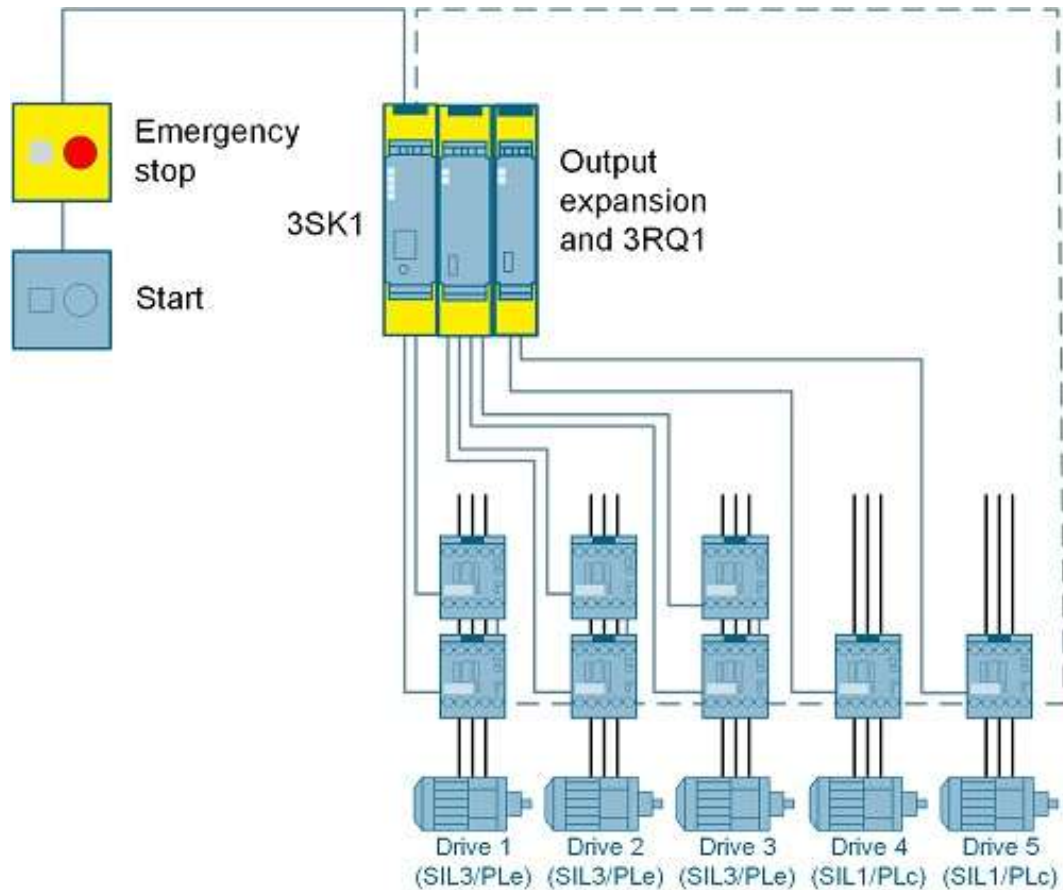 Emergency
stop
3SK1
Output
expansion
and 3RQ1
Start
Drive 1
(SIL3/PLe)
Drive 2
(SIL3/PLe)
Drive 3
(SIL3/PLe)
Drive 4
(SIL1/PLc)
Drive 5
(SIL1/PLc)